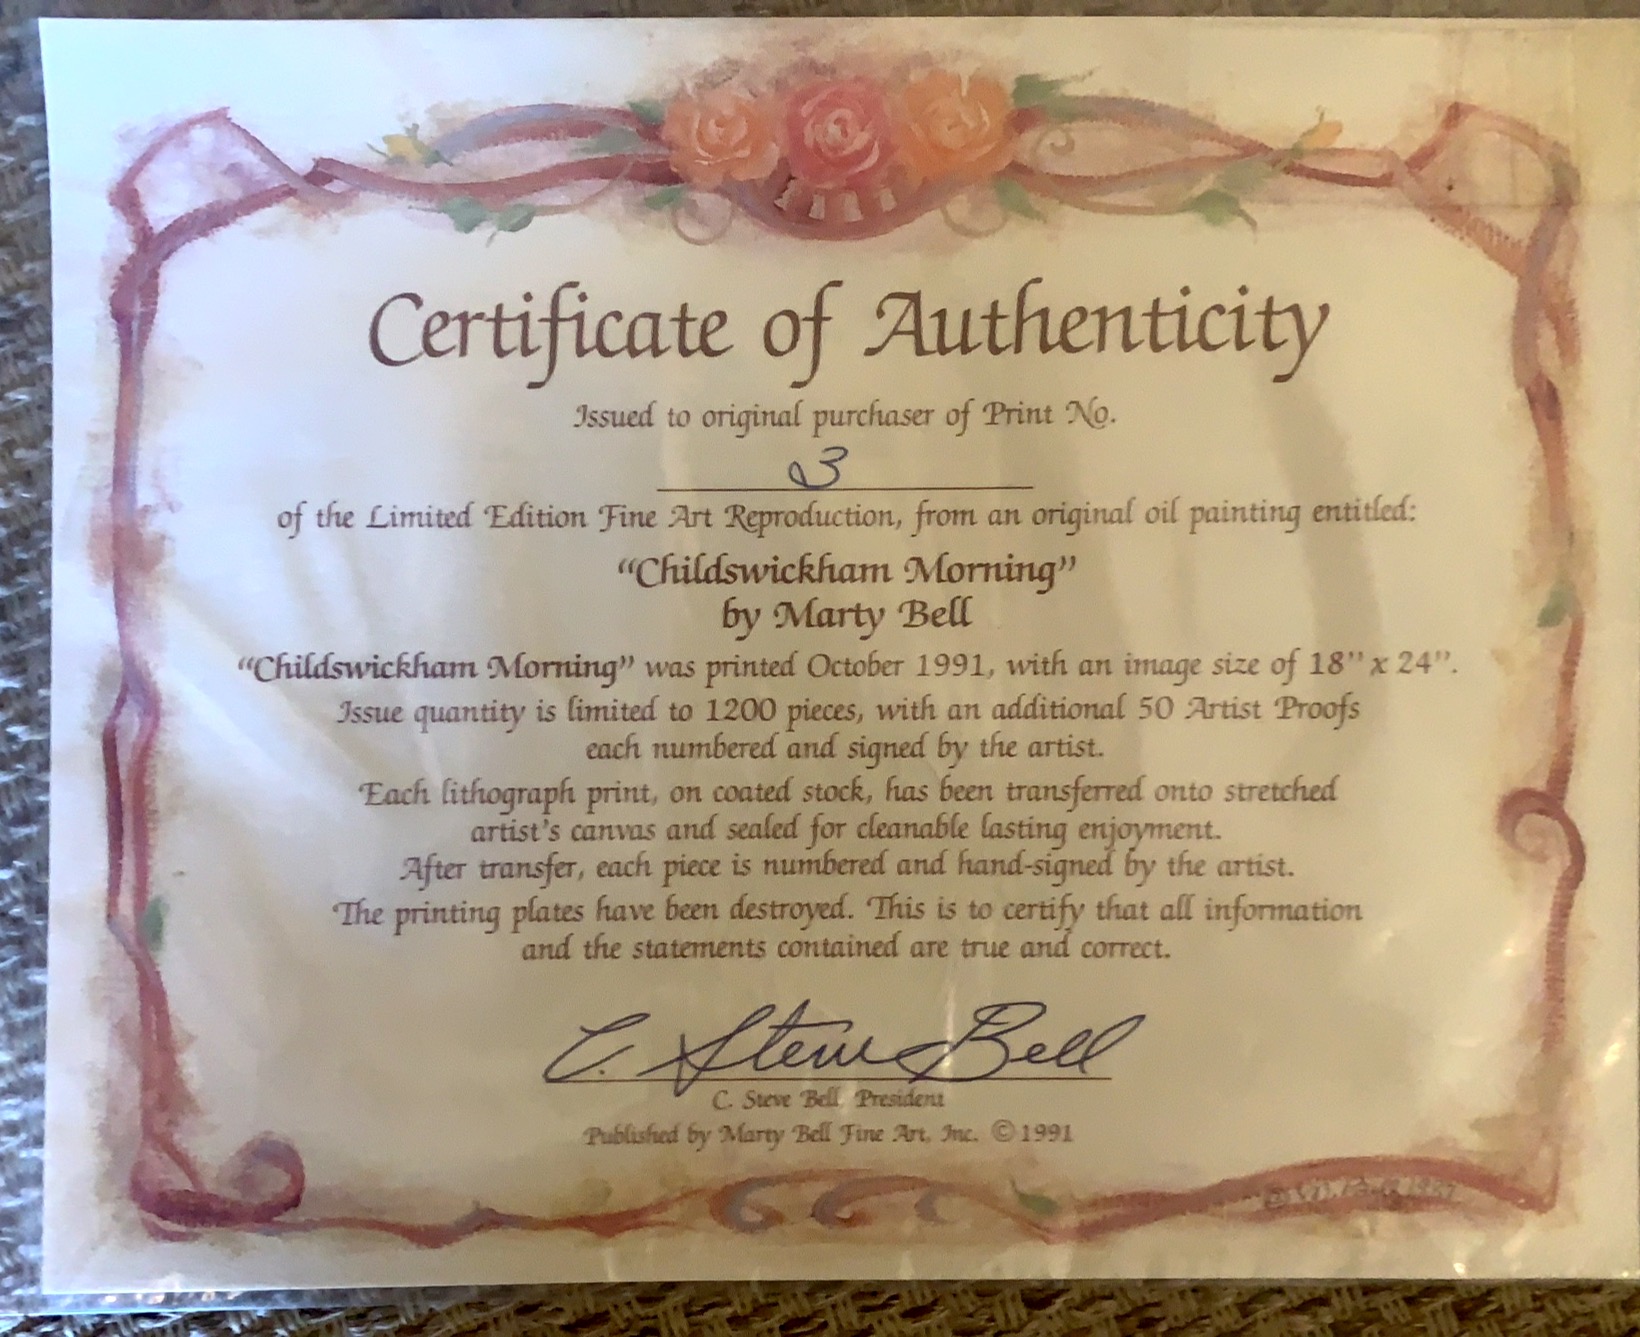 Certificate of Authenticity
Issued to original purchaser of Print No.
3
of the Limited Edition Fine Art Reproduction, from an original oil painting entitled:
“Childswickham Morning”
by Marty Bell
“Childswickham Morning” was printed October 1991, with an image size of 18” x 24”.
Issue quantity is limited to 1200 pieces, with an additional 50 Artist Proofs
each numbered and signed by the artist.
Each lithograph print, on coated stock, has been transferred onto stretched
artist's canvas and sealed for cleanable lasting enjoyment.
After transfer, each piece is numbered and hand-signed by the artist.
The printing plates have been destroyed. This is to certify that all information
and the statements contained are true and correct.
C. Steve Bell
C. Steve Bell, President
Published by Marty Bell Fine Art, Inc. ©1991